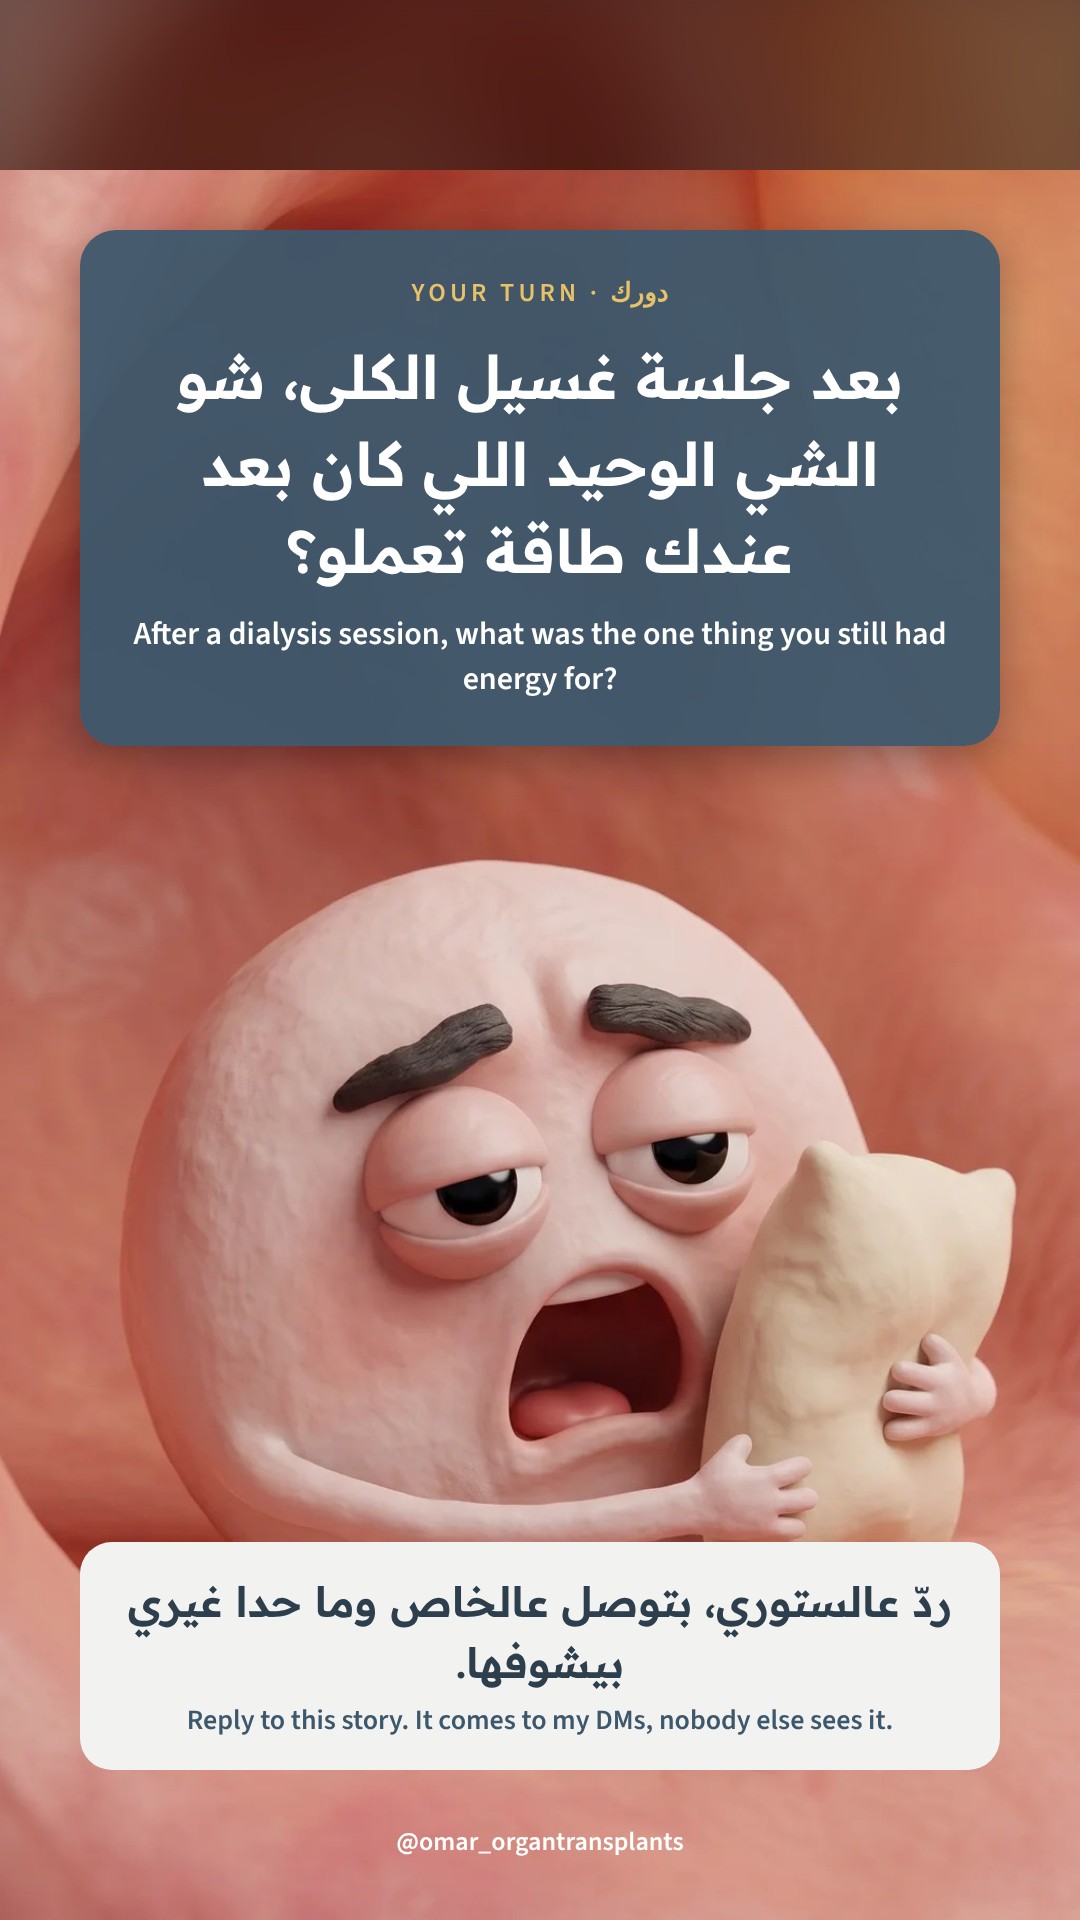 YOUR TURN · دورك
بعد جلسة غسيل الكلى، شو
الشي الوحيد اللي كان بعد
عندك طاقة تعملو؟
After a dialysis session, what was the one thing you still had
energy for?
ردّ عالستوري، بتوصل عالخاص وما حدا غيري
بيشوفها.
Reply to this story. It comes to my DMs, nobody else sees it.
@omar_organtransplants